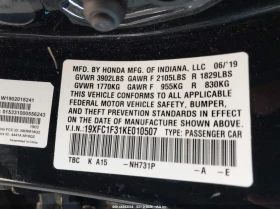 MFD. BY HONDA OF INDIANA, LLC 06/'19
GVWR 3902LBS GAWR F 2105LBS R 1829LBS
GVWR 1770KG GAWR F 955KG R 830KG
THIS VEHICLE CONFORMS TO ALL APPLICABLE
FEDERAL MOTOR VEHICLE SAFETY, BUMPER,
AND THEFT PREVENTION STANDARDS IN EFFECT
ON THE DATE OF MANUFACTURE SHOWN ABOVE.
V.I.N. 19XFC1F31KE010507 TYPE: PASSENGER CAR
TBC K A15 -NH731P -A -E
W1902018241